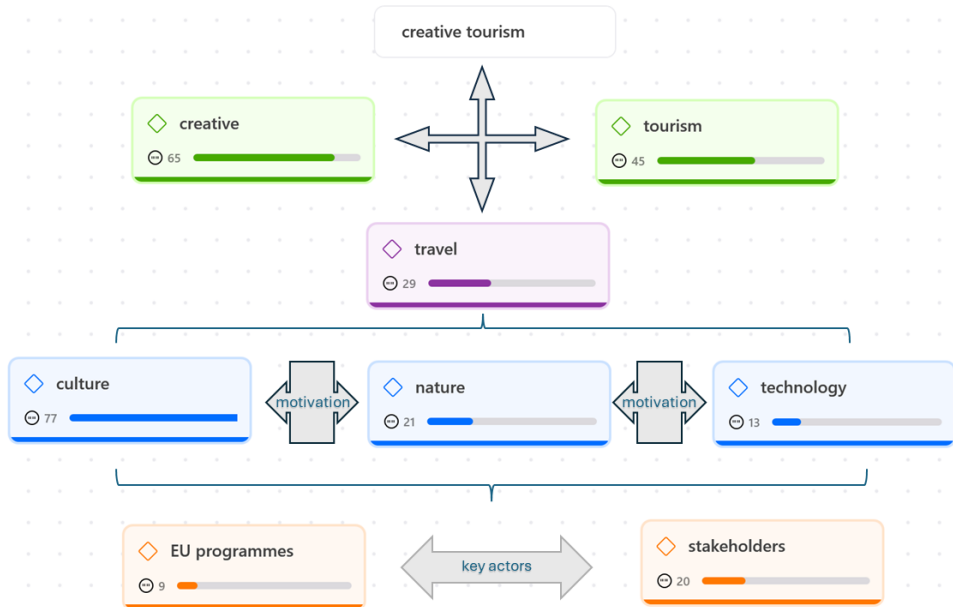 creative tourism
creative
65
tourism
45
travel
29
culture
77
motivation
nature
21
motivation
technology
13
EU programmes
9
key actors
stakeholders
20